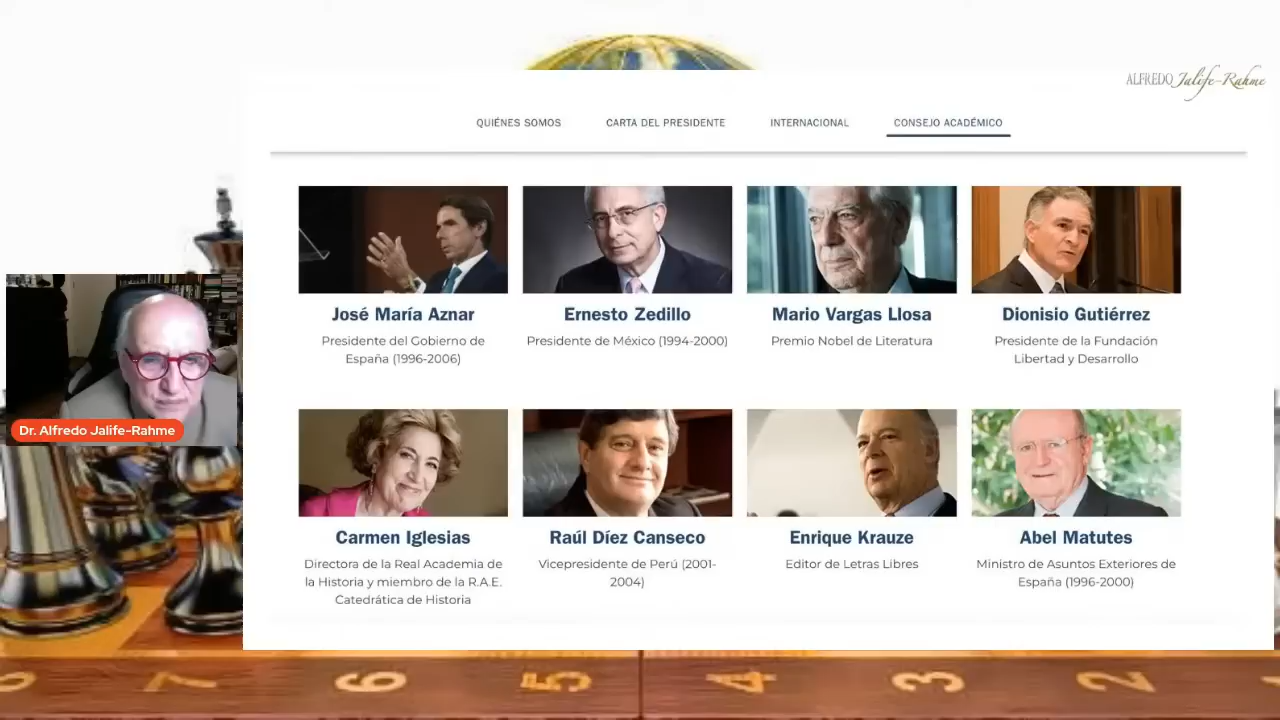 ALFREDO Jalife-Rahme
QUIÉNES SOMOS
CARTA DEL PRESIDENTE
INTERNACIONAL
CONSEJO ACADÉMICO
José María Aznar
Presidente del Gobierno de
España (1996-2006)
Ernesto Zedillo
Presidente de México (1994-2000)
Mario Vargas Llosa
Premio Nobel de Literatura
Dionisio Gutiérrez
Presidente de la Fundación
Libertad y Desarrollo
Dr. Alfredo Jalife-Rahme
Carmen Iglesias
Directora de la Real Academia de
la Historia y miembro de la R.A.E.
Catedrática de Historia
Raúl Díez Canseco
Vicepresidente de Perú (2001-
2004)
Enrique Krauze
Editor de Letras Libres
Abel Matutes
Ministro de Asuntos Exteriores de
España (1996-2000)
7 6 5 4 3 2